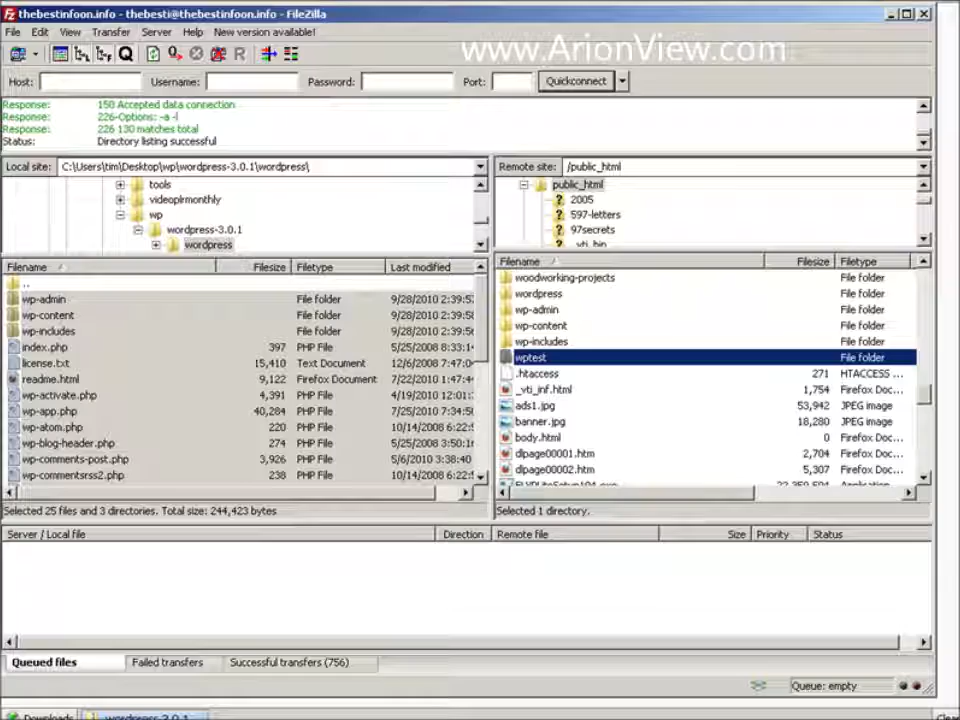 thebestinfoon.info - thebesti@thebestinfoon.info - FileZilla
File Edit View Transfer Server Help New version available!
www.ArionView.com
Host: Username: Password: Port: Quickconnect
Response: 150 Accepted data connection
Response: 226-Options: -a -l
Response: 226 130 matches total
Status: Directory listing successful
Local site: C:\Users\tim\Desktop\wp\wordpress-3.0.1\wordpress\
tools
videoplrmonthly
wp
wordpress-3.0.1
wordpress
Remote site: /public_html
public_html
2005
597-letters
97secrets
_vti_bin
Filename Filesize Filetype Last modified
..
wp-admin File folder 9/28/2010 2:39:5
wp-content File folder 9/28/2010 2:39:5
wp-includes File folder 9/28/2010 2:39:5
index.php 397 PHP File 5/25/2008 8:33:1
license.txt 15,410 Text Document 12/6/2008 7:47:0
readme.html 9,122 Firefox Document 7/22/2010 1:47:4
wp-activate.php 4,391 PHP File 4/19/2010 12:01:
wp-app.php 40,284 PHP File 7/25/2010 7:34:5
wp-atom.php 220 PHP File 10/14/2008 6:22:
wp-blog-header.php 274 PHP File 5/25/2008 3:50:1
wp-comments-post.php 3,926 PHP File 5/6/2010 3:38:40
wp-commentsrss2.php 238 PHP File 10/14/2008 6:22:
Selected 25 files and 3 directories. Total size: 244,423 bytes
Filename Filesize Filetype
woodworking-projects File folder
wordpress File folder
wp-admin File folder
wp-content File folder
wp-includes File folder
wptest File folder
.htaccess 271 HTACCESS ...
_vti_inf.html 1,754 Firefox Doc...
ads1.jpg 53,942 JPEG image
banner.jpg 18,280 JPEG image
body.html 0 Firefox Doc...
dlpage00001.htm 2,704 Firefox Doc...
dlpage00002.htm 5,307 Firefox Doc...
Application
Selected 1 directory.
Server / Local file Direction Remote file Size Priority Status
Queued files Failed transfers Successful transfers (756)
Queue: empty
Downloads wordpress-3.0.1